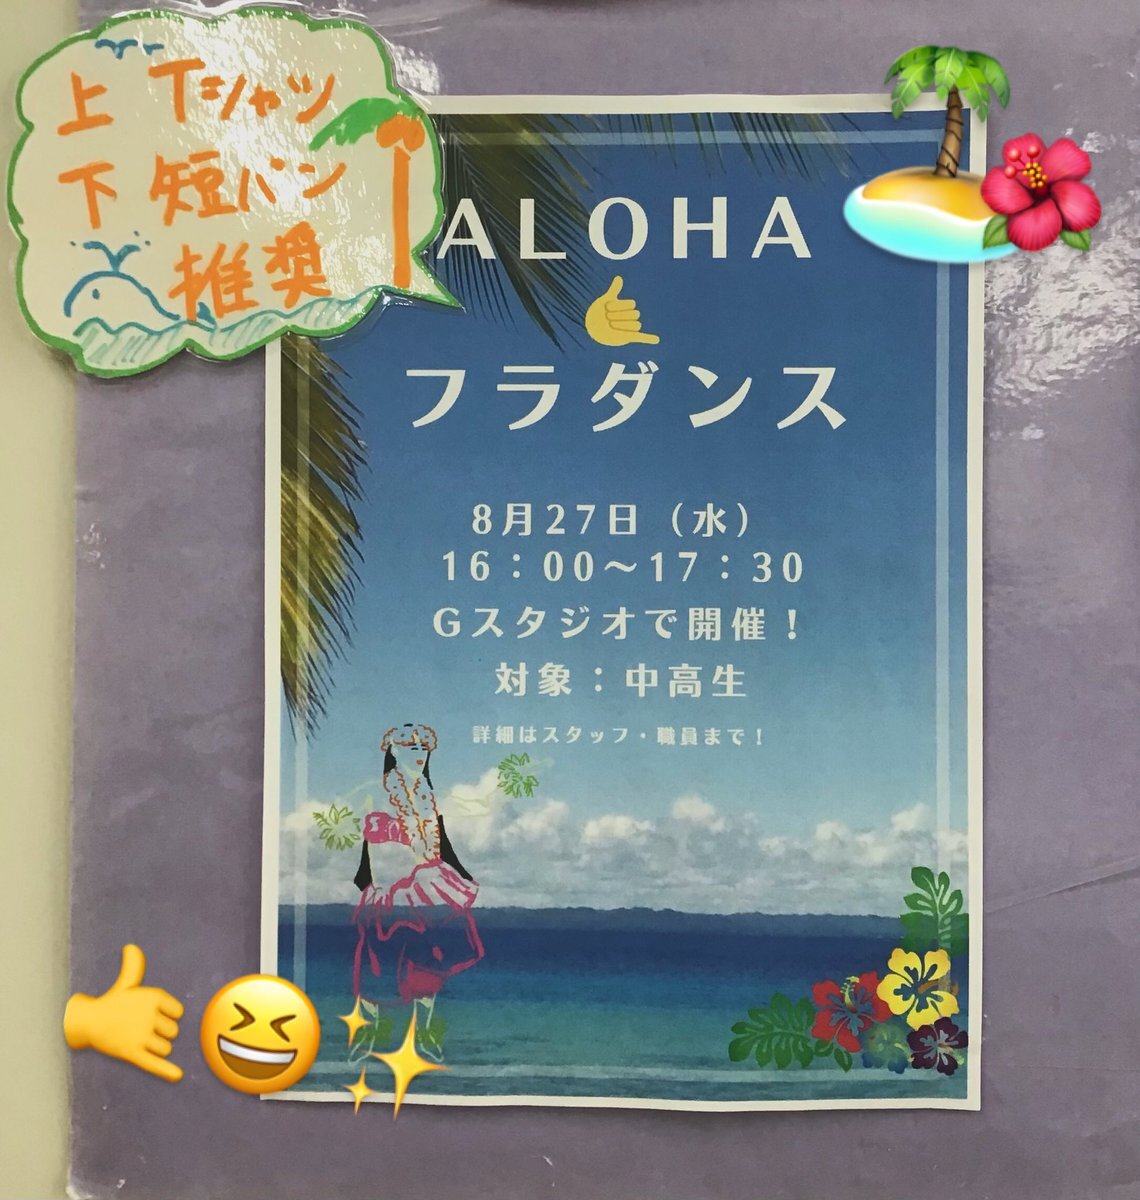 上 Tシャツ
下 短パン
推奨
ALOHA
フラダンス
8月27日（水）
16：00～17：30
Gスタジオで開催！
対象：中高生
詳細はスタッフ・職員まで！